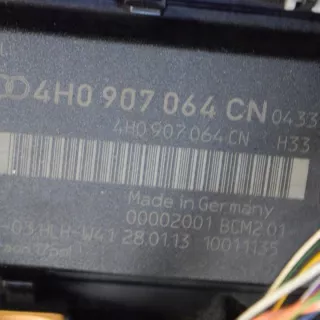 4H0 907 064 CN 0433
4H0 907 064 CN H33
Made in Germany
00002001 BCM2 01
-03 HLH-W41 28.01.13 10011135